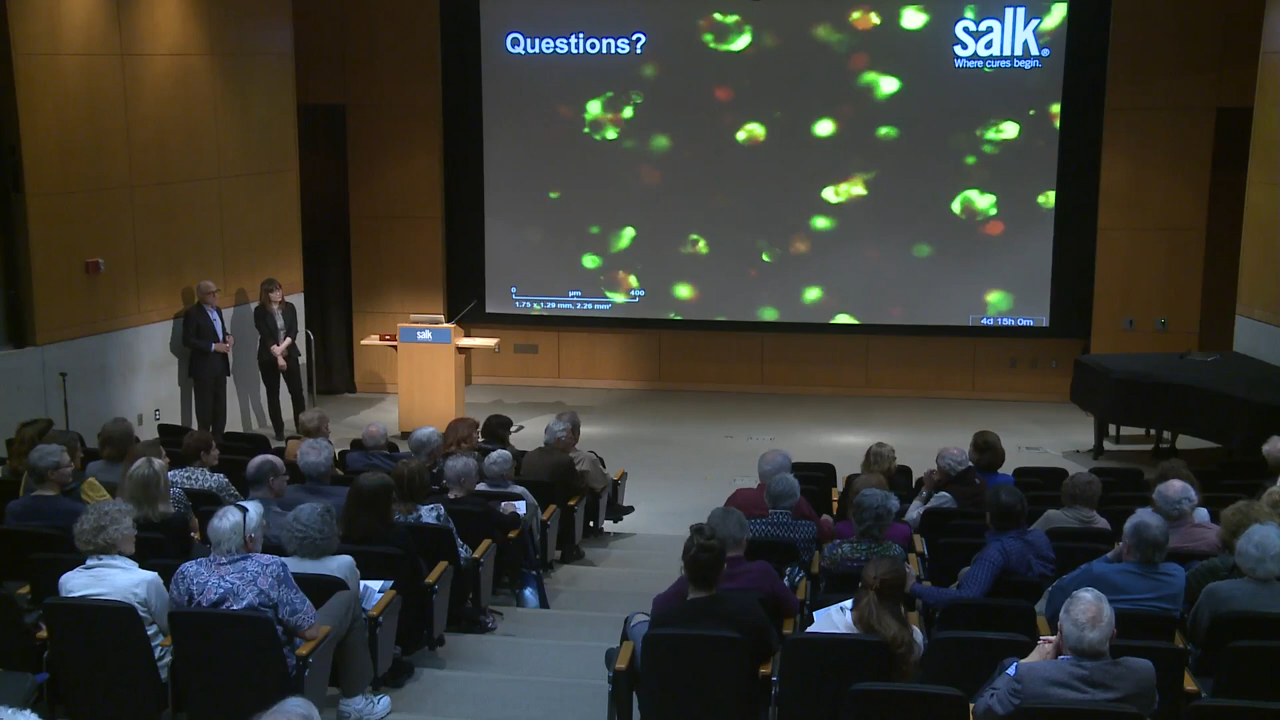 Questions?
salk.
Where cures begin.
0 µm 400
1.75 x 1.29 mm, 2.26 mm²
4d 15h 0m
salk